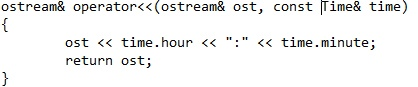 ostream& operator<<(ostream& ost, const Time& time)
{
        ost << time.hour << ":" << time.minute;
        return ost;
}